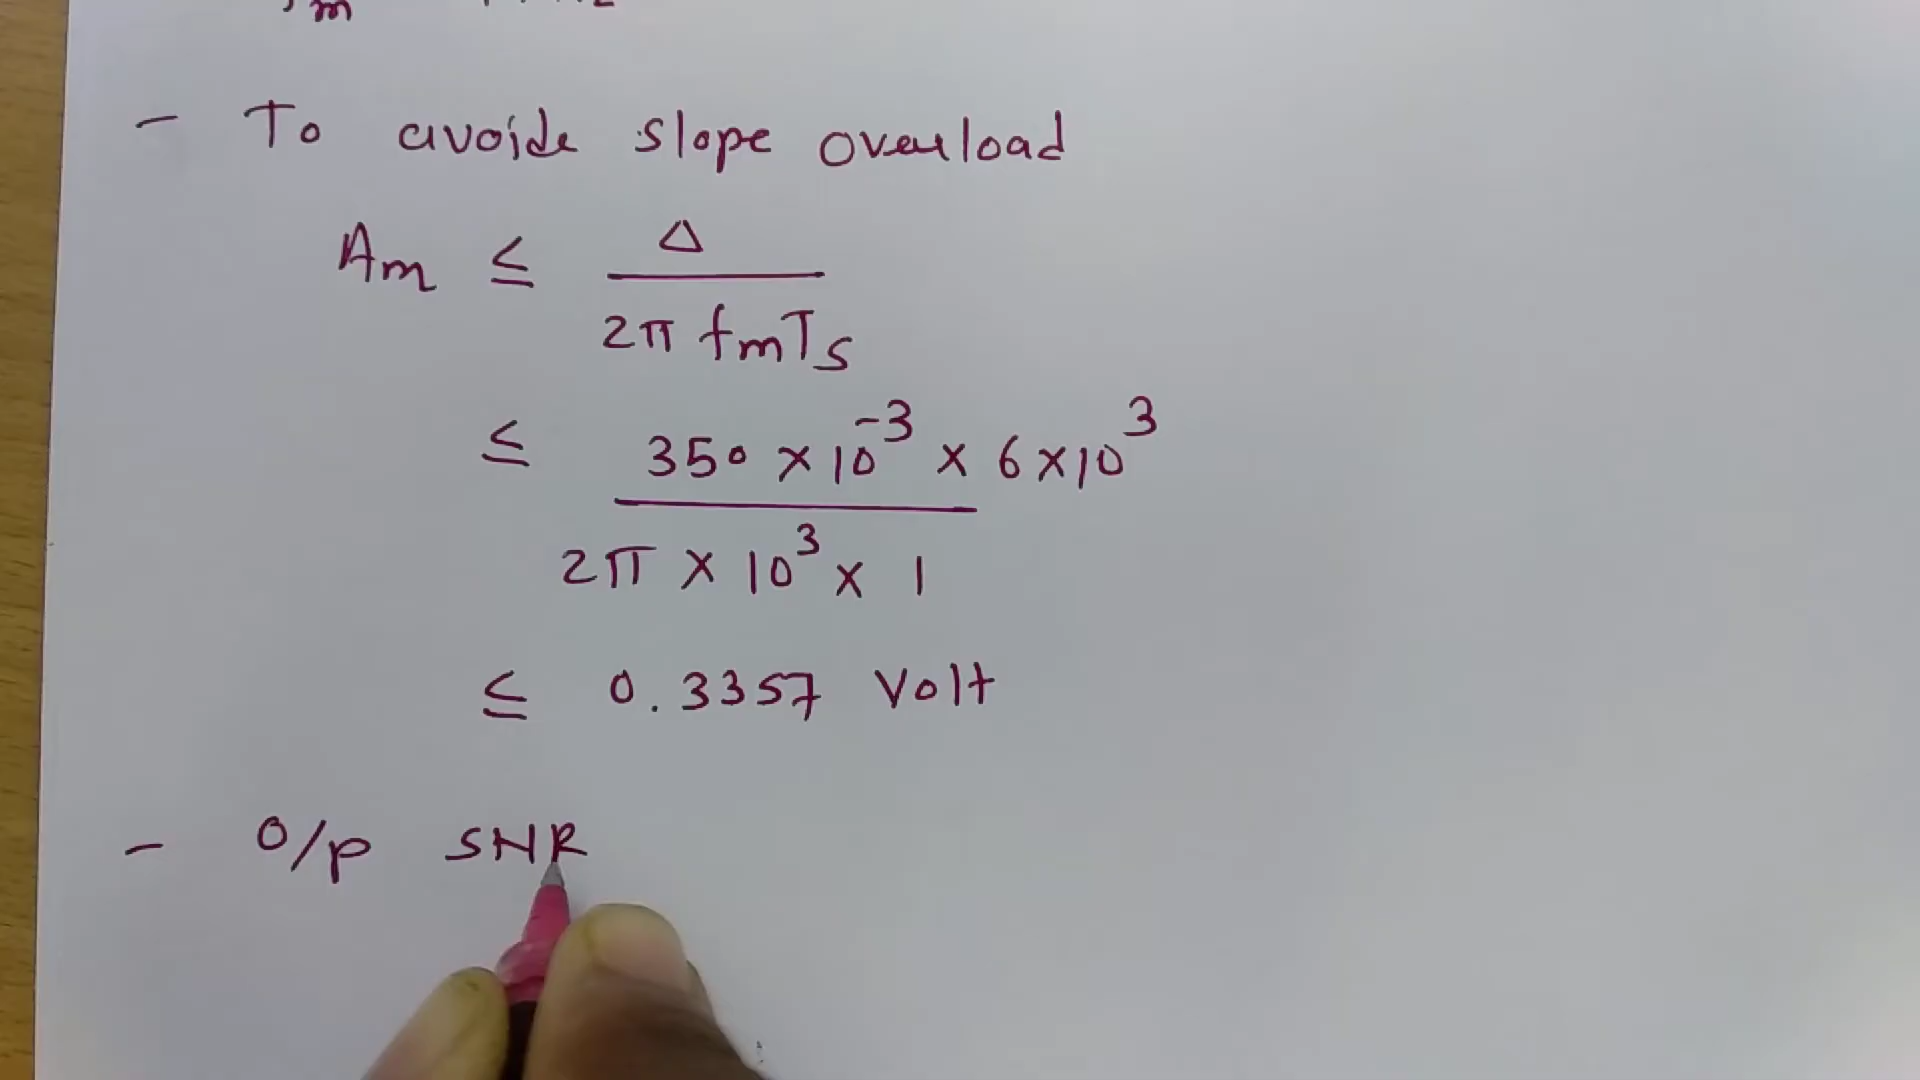 - To avoide slope overload
Am ≤ Δ / 2π fmTs
≤ 350 × 10^-3 × 6 × 10^3 / 2π × 10^3 × 1
≤ 0.3357 Volt
- O/p SNR